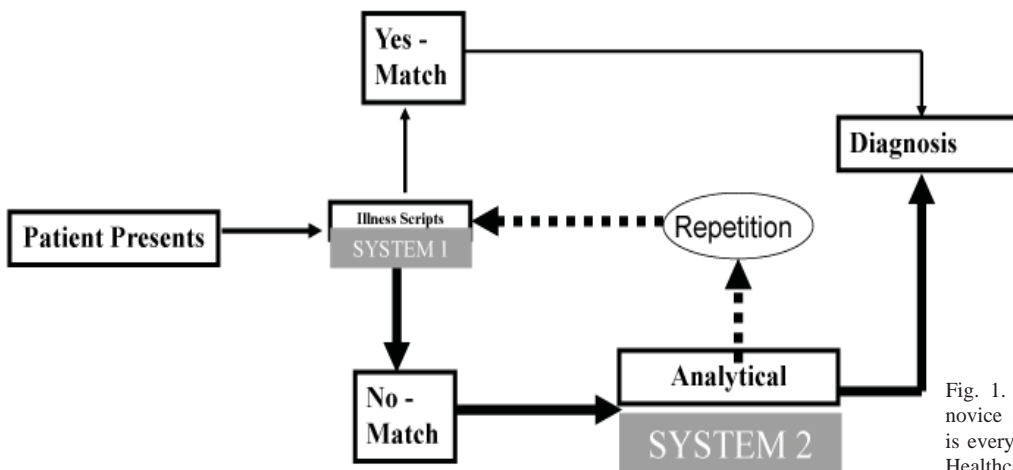 Yes -
Match
Diagnosis
Illness Scripts
SYSTEM 1
Patient Presents
Repetition
No -
Match
Analytical
SYSTEM 2
Fig. 1.
novice
is every
Healthc